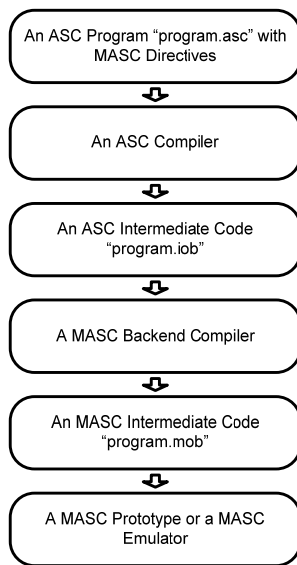 An ASC Program “program.asc” with
MASC Directives
An ASC Compiler
An ASC Intermediate Code
“program.iob”
A MASC Backend Compiler
An MASC Intermediate Code
“program.mob”
A MASC Prototype or a MASC
Emulator